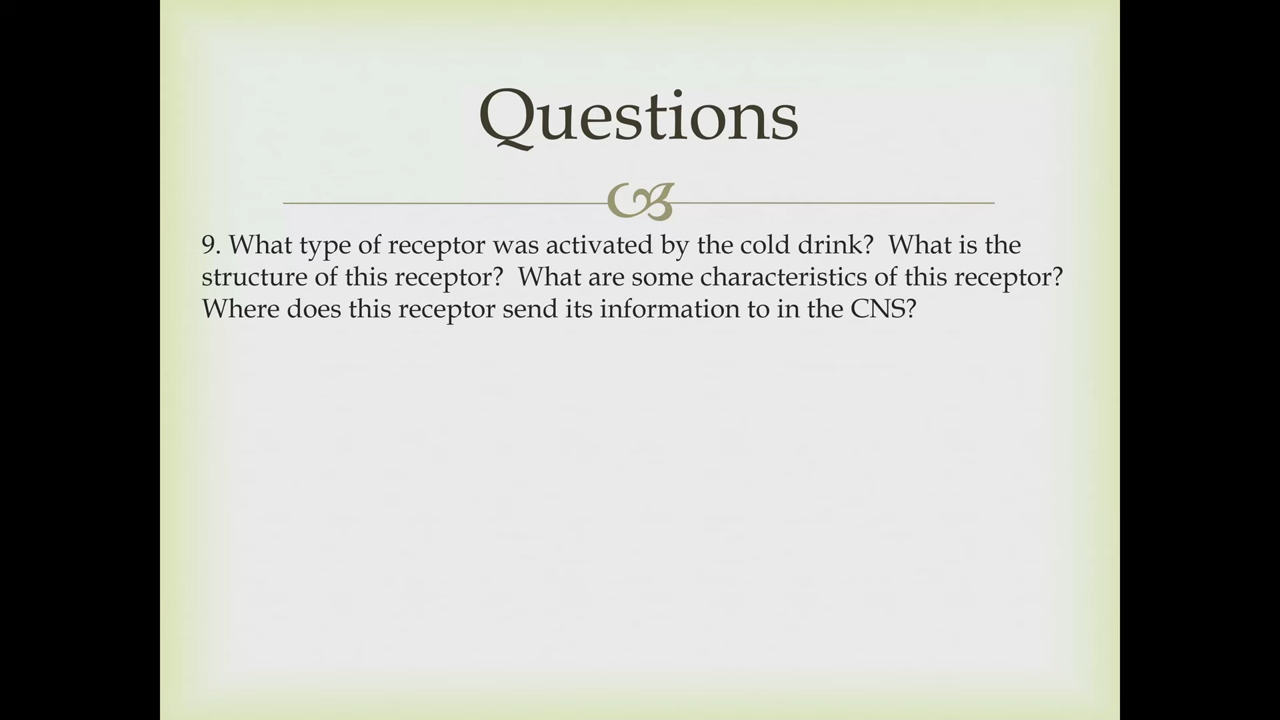 Questions
9. What type of receptor was activated by the cold drink?  What is the
structure of this receptor?  What are some characteristics of this receptor?
Where does this receptor send its information to in the CNS?